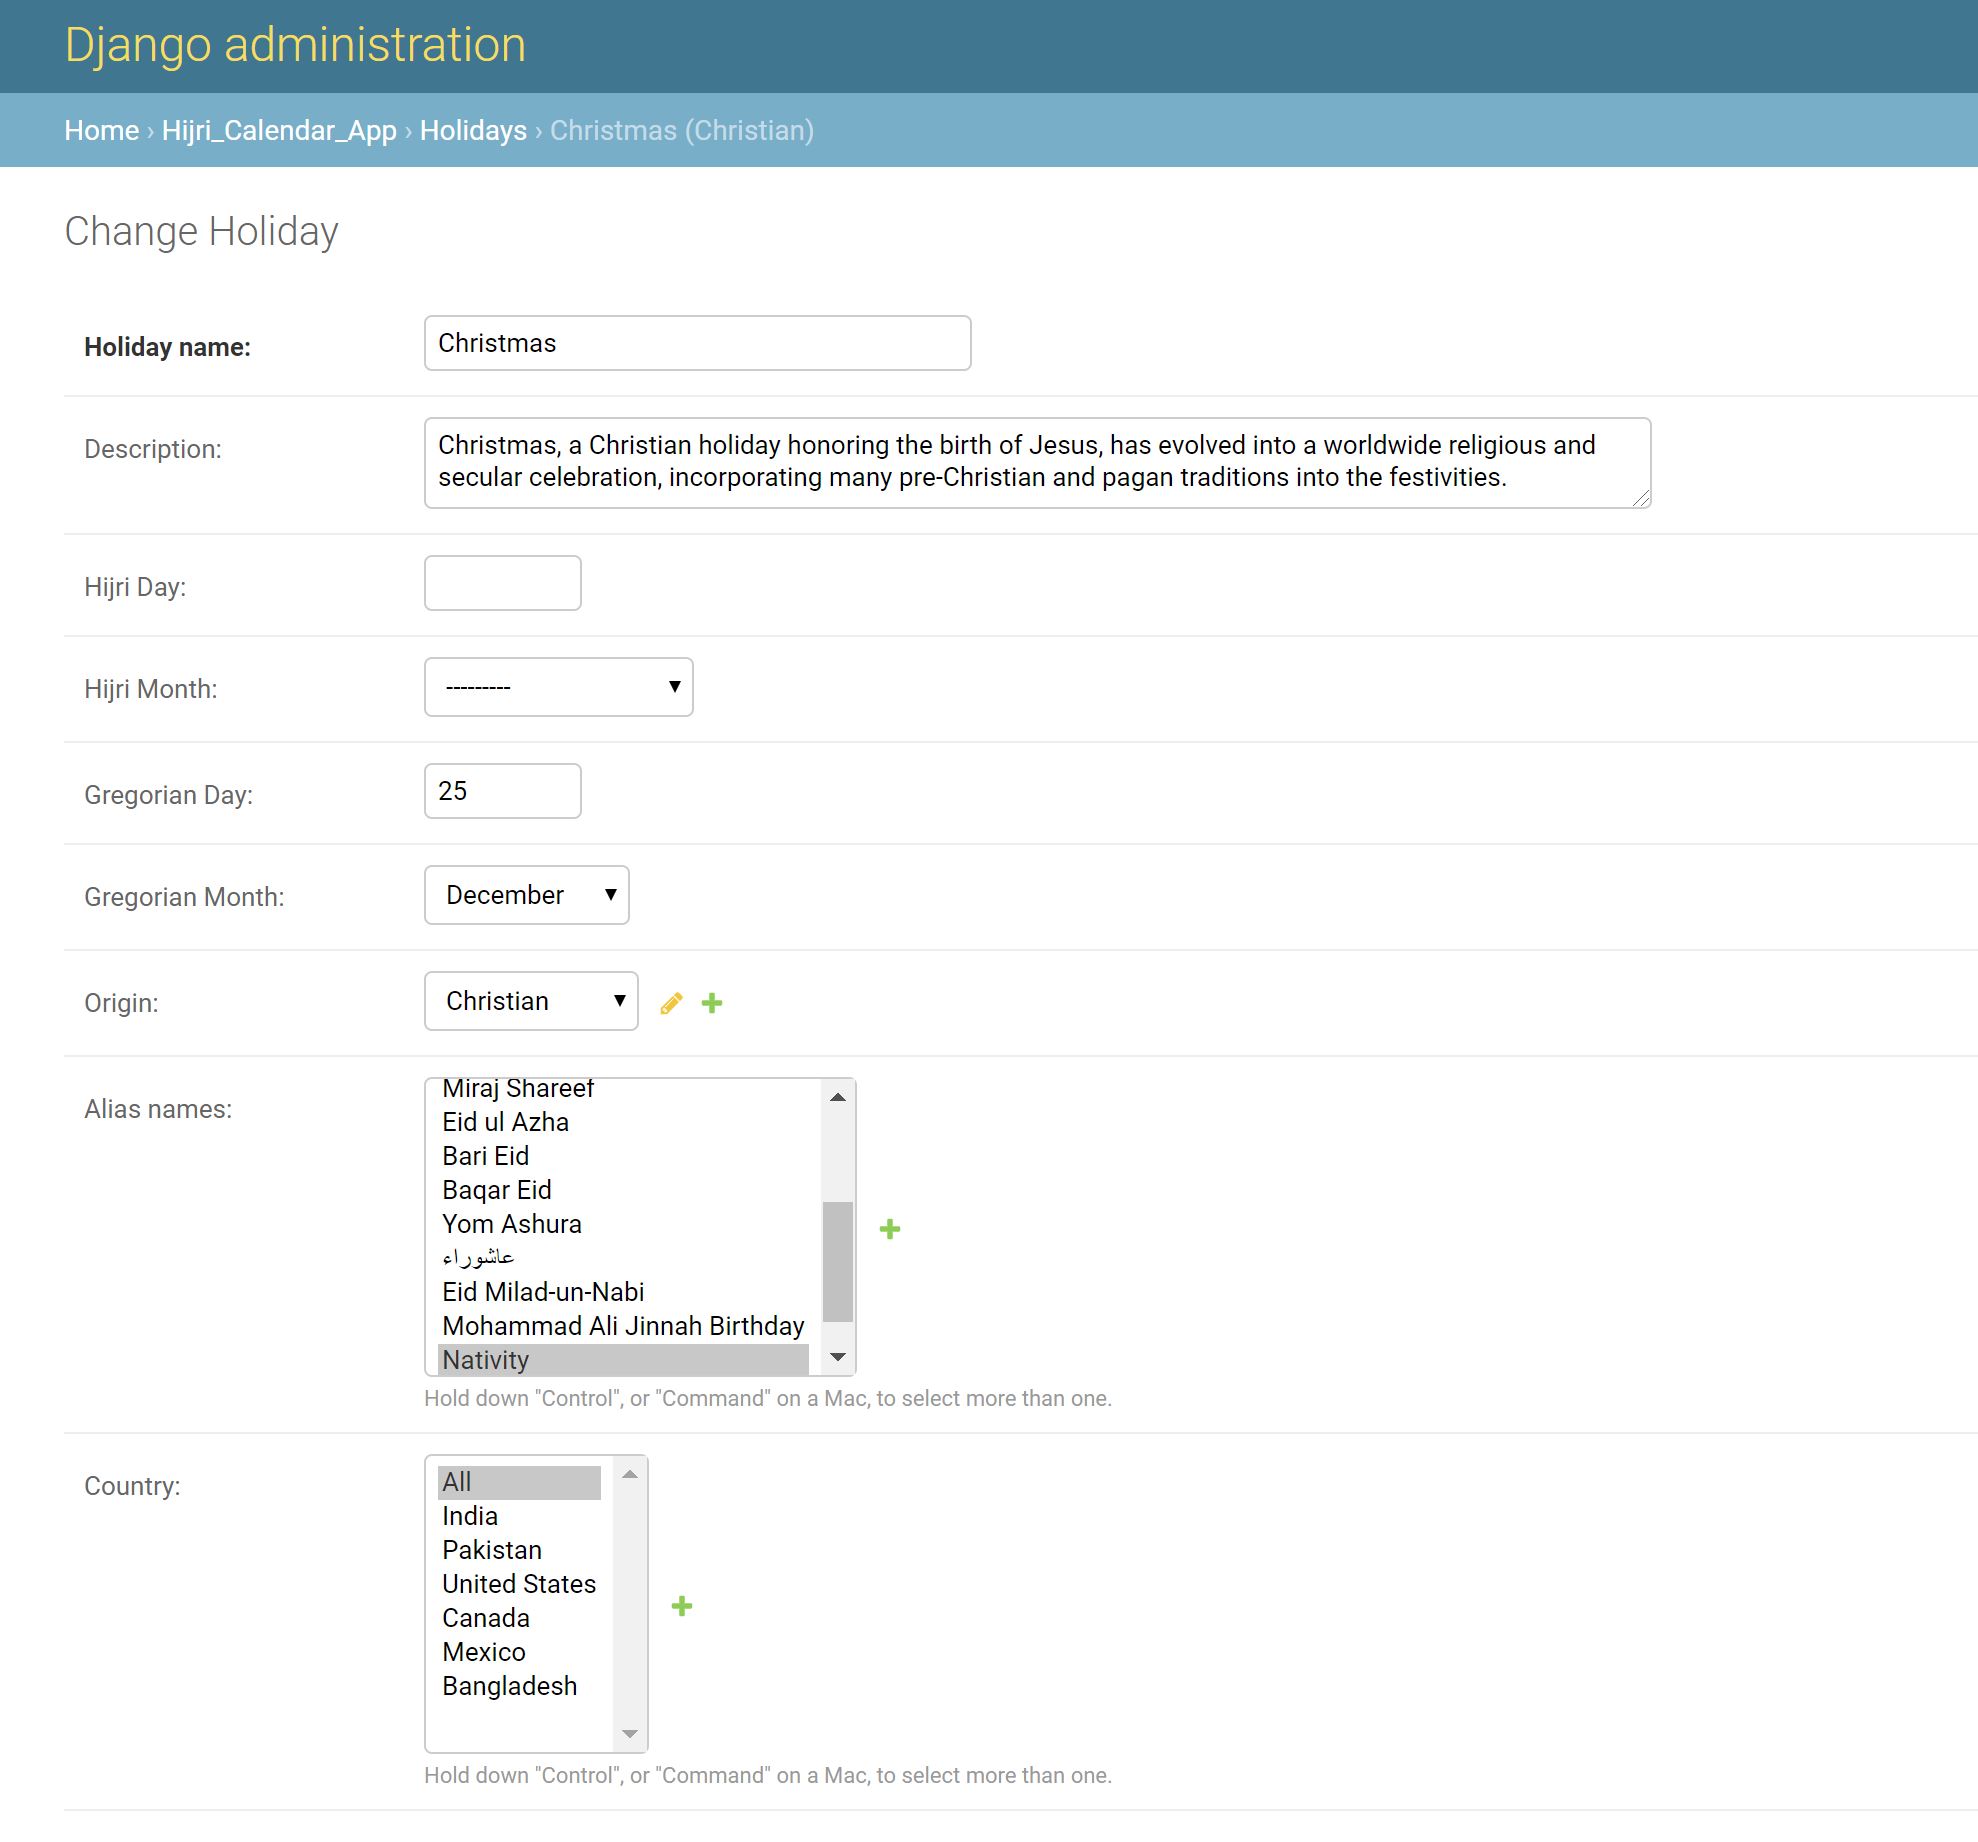 Django administration
Home › Hijri_Calendar_App › Holidays › Christmas (Christian)
Change Holiday
Holiday name: Christmas
Description: Christmas, a Christian holiday honoring the birth of Jesus, has evolved into a worldwide religious and
secular celebration, incorporating many pre-Christian and pagan traditions into the festivities.
Hijri Day:
Hijri Month: ---------
Gregorian Day: 25
Gregorian Month: December
Origin: Christian
Alias names:
Miraj Shareef
Eid ul Azha
Bari Eid
Baqar Eid
Yom Ashura
عاشوراء
Eid Milad-un-Nabi
Mohammad Ali Jinnah Birthday
Nativity
Hold down "Control", or "Command" on a Mac, to select more than one.
Country:
All
India
Pakistan
United States
Canada
Mexico
Bangladesh
Hold down "Control", or "Command" on a Mac, to select more than one.